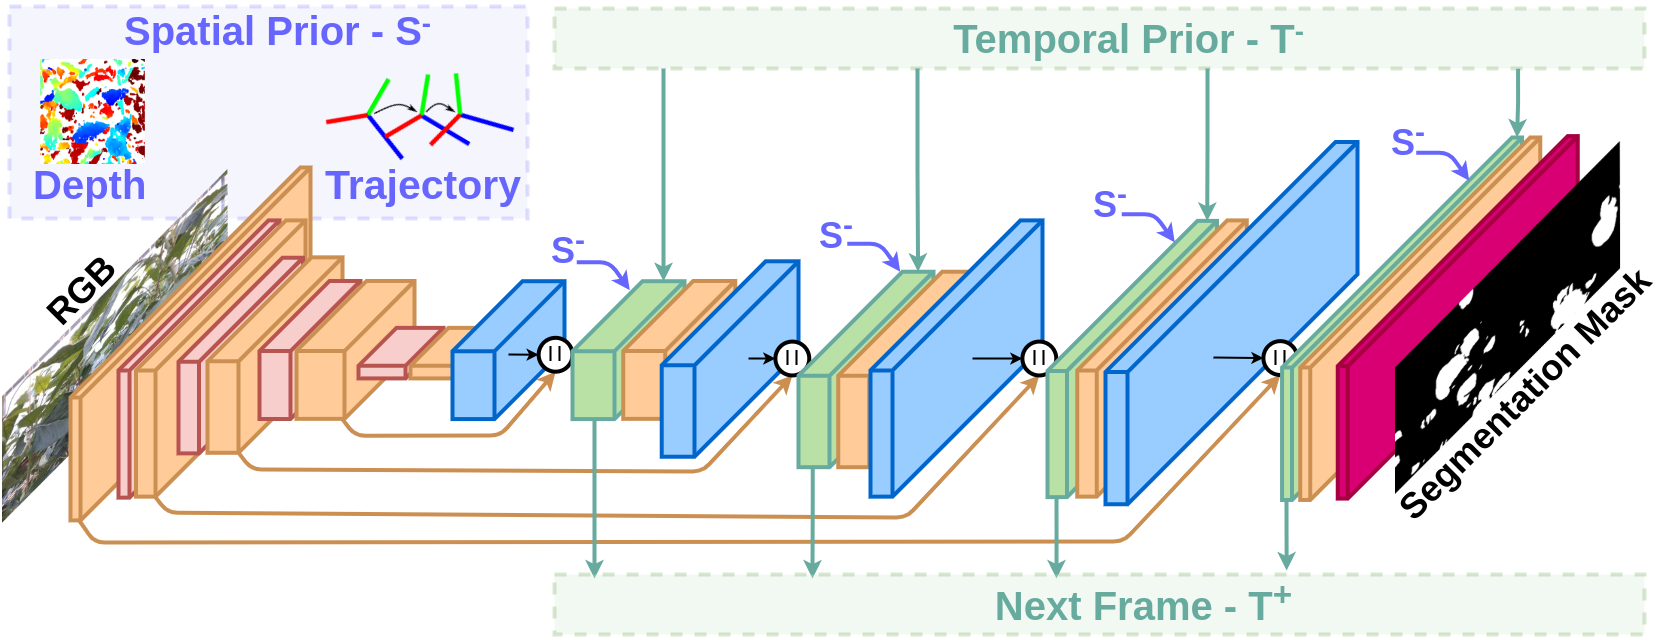 Spatial Prior - S-
Depth
Trajectory
Temporal Prior - T-
RGB
S-
S-
S-
S-
||
||
||
||
Segmentation Mask
Next Frame - T+